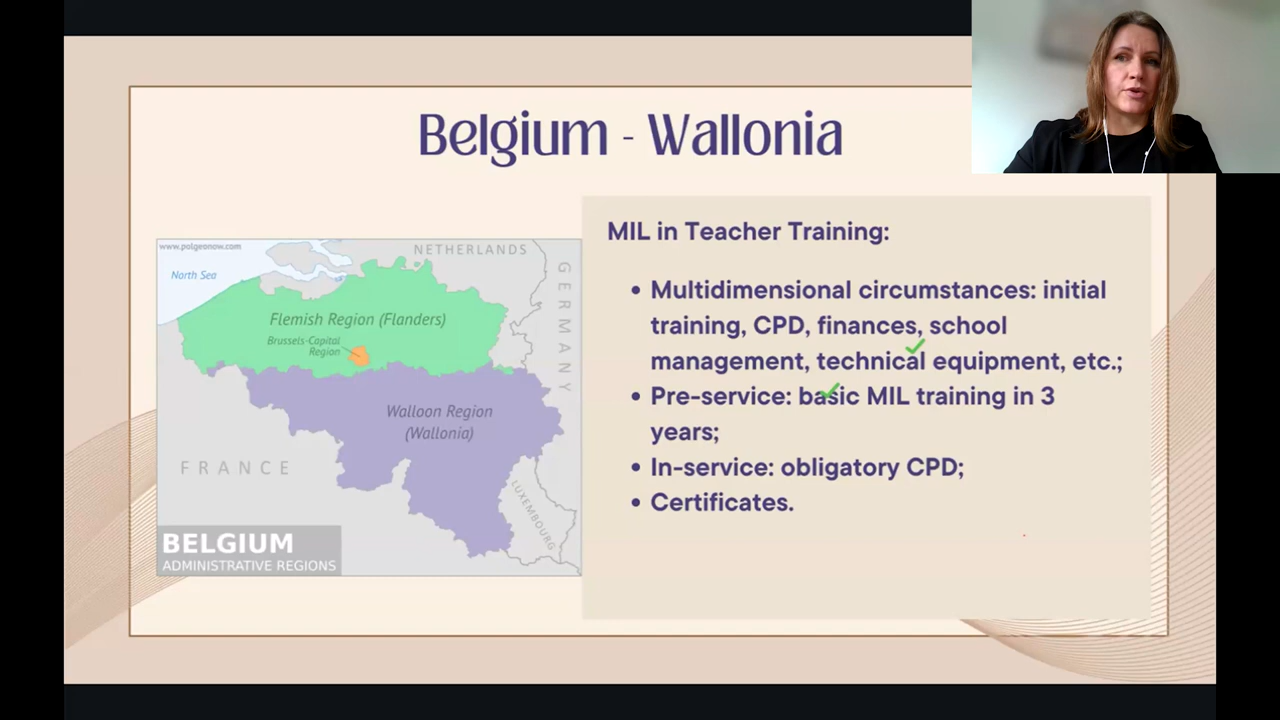 Belgium - Wallonia
www.polgeonow.com
North Sea
NETHERLANDS
GERMANY
Flemish Region (Flanders)
Brussels-Capital
Region
Walloon Region
(Wallonia)
FRANCE
LUXEMBOURG
BELGIUM
ADMINISTRATIVE REGIONS
MIL in Teacher Training:
• Multidimensional circumstances: initial
training, CPD, finances, school
management, technical equipment, etc.;
• Pre-service: basic MIL training in 3
years;
• In-service: obligatory CPD;
• Certificates.